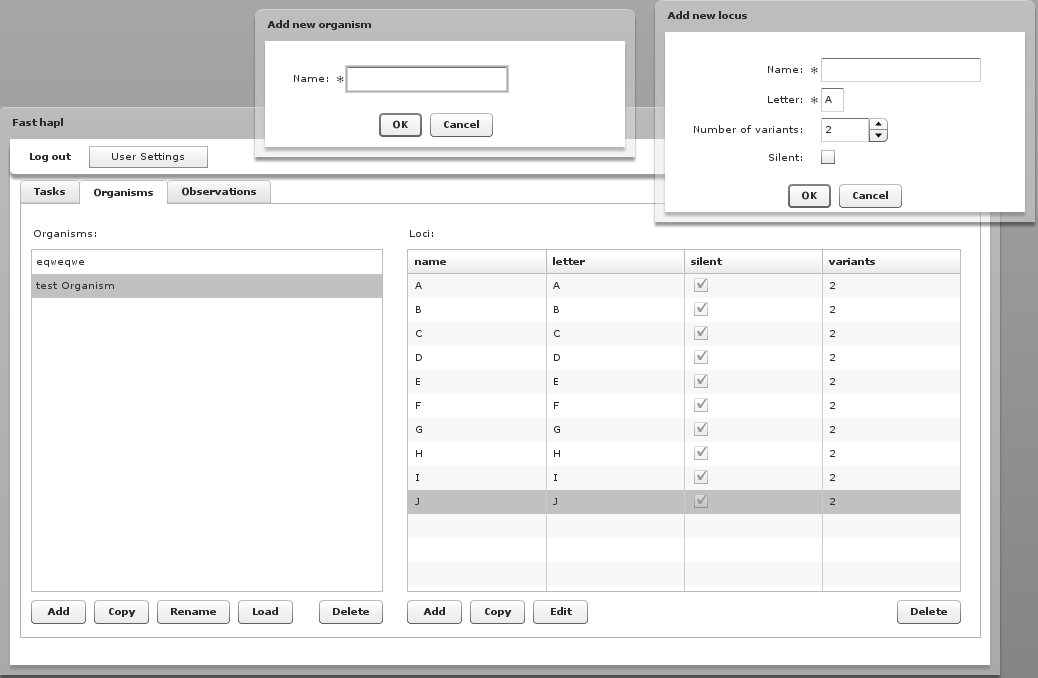 Add new organism
Name: *
OK Cancel
Add new locus
Name: *
Letter: * A
Number of variants: 2
Silent:
OK Cancel
Fast hapl
Log out User Settings
Tasks Organisms Observations
Organisms:
eqweqwe
test Organism
Add Copy Rename Load Delete
Loci:
name letter silent variants
A A 2
B B 2
C C 2
D D 2
E E 2
F F 2
G G 2
H H 2
I I 2
J J 2
Add Copy Edit Delete